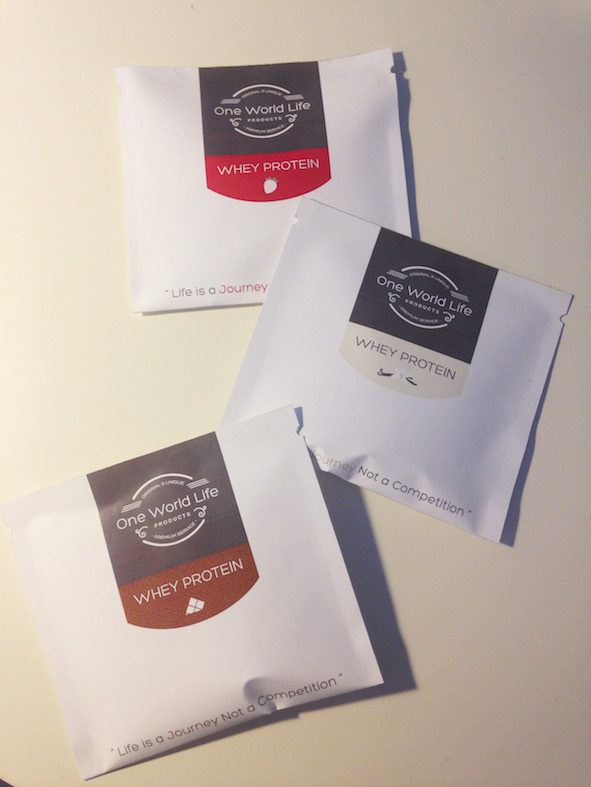 ORIGINAL & UNIQUE
One World Life
PRODUCTS
- PREMIUM SERVICE -
WHEY PROTEIN
" Life is a Journey
ORIGINAL & UNIQUE
One World Life
PRODUCTS
- PREMIUM SERVICE -
WHEY PROTEIN
Journey Not a Competition "
ORIGINAL & UNIQUE
One World Life
PRODUCTS
- PREMIUM SERVICE -
WHEY PROTEIN
" Life is a Journey Not a Competition "